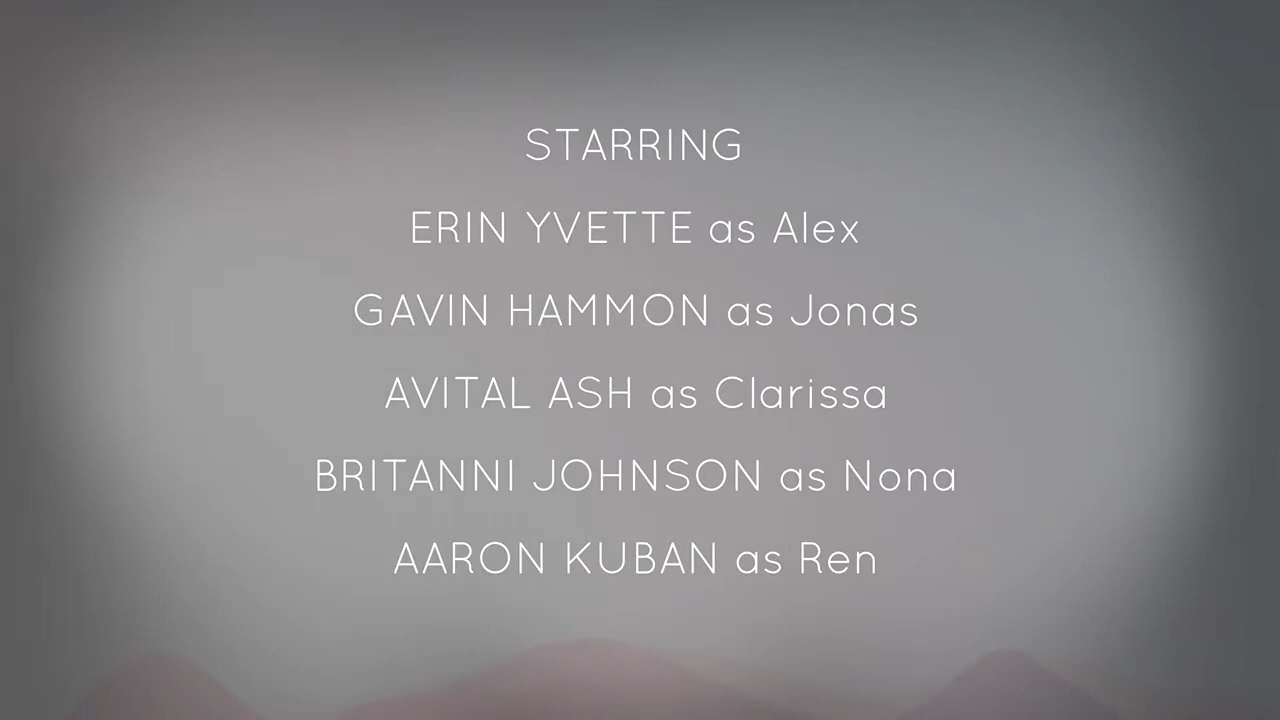 STARRING
ERIN YVETTE as Alex
GAVIN HAMMON as Jonas
AVITAL ASH as Clarissa
BRITANNI JOHNSON as Nona
AARON KUBAN as Ren